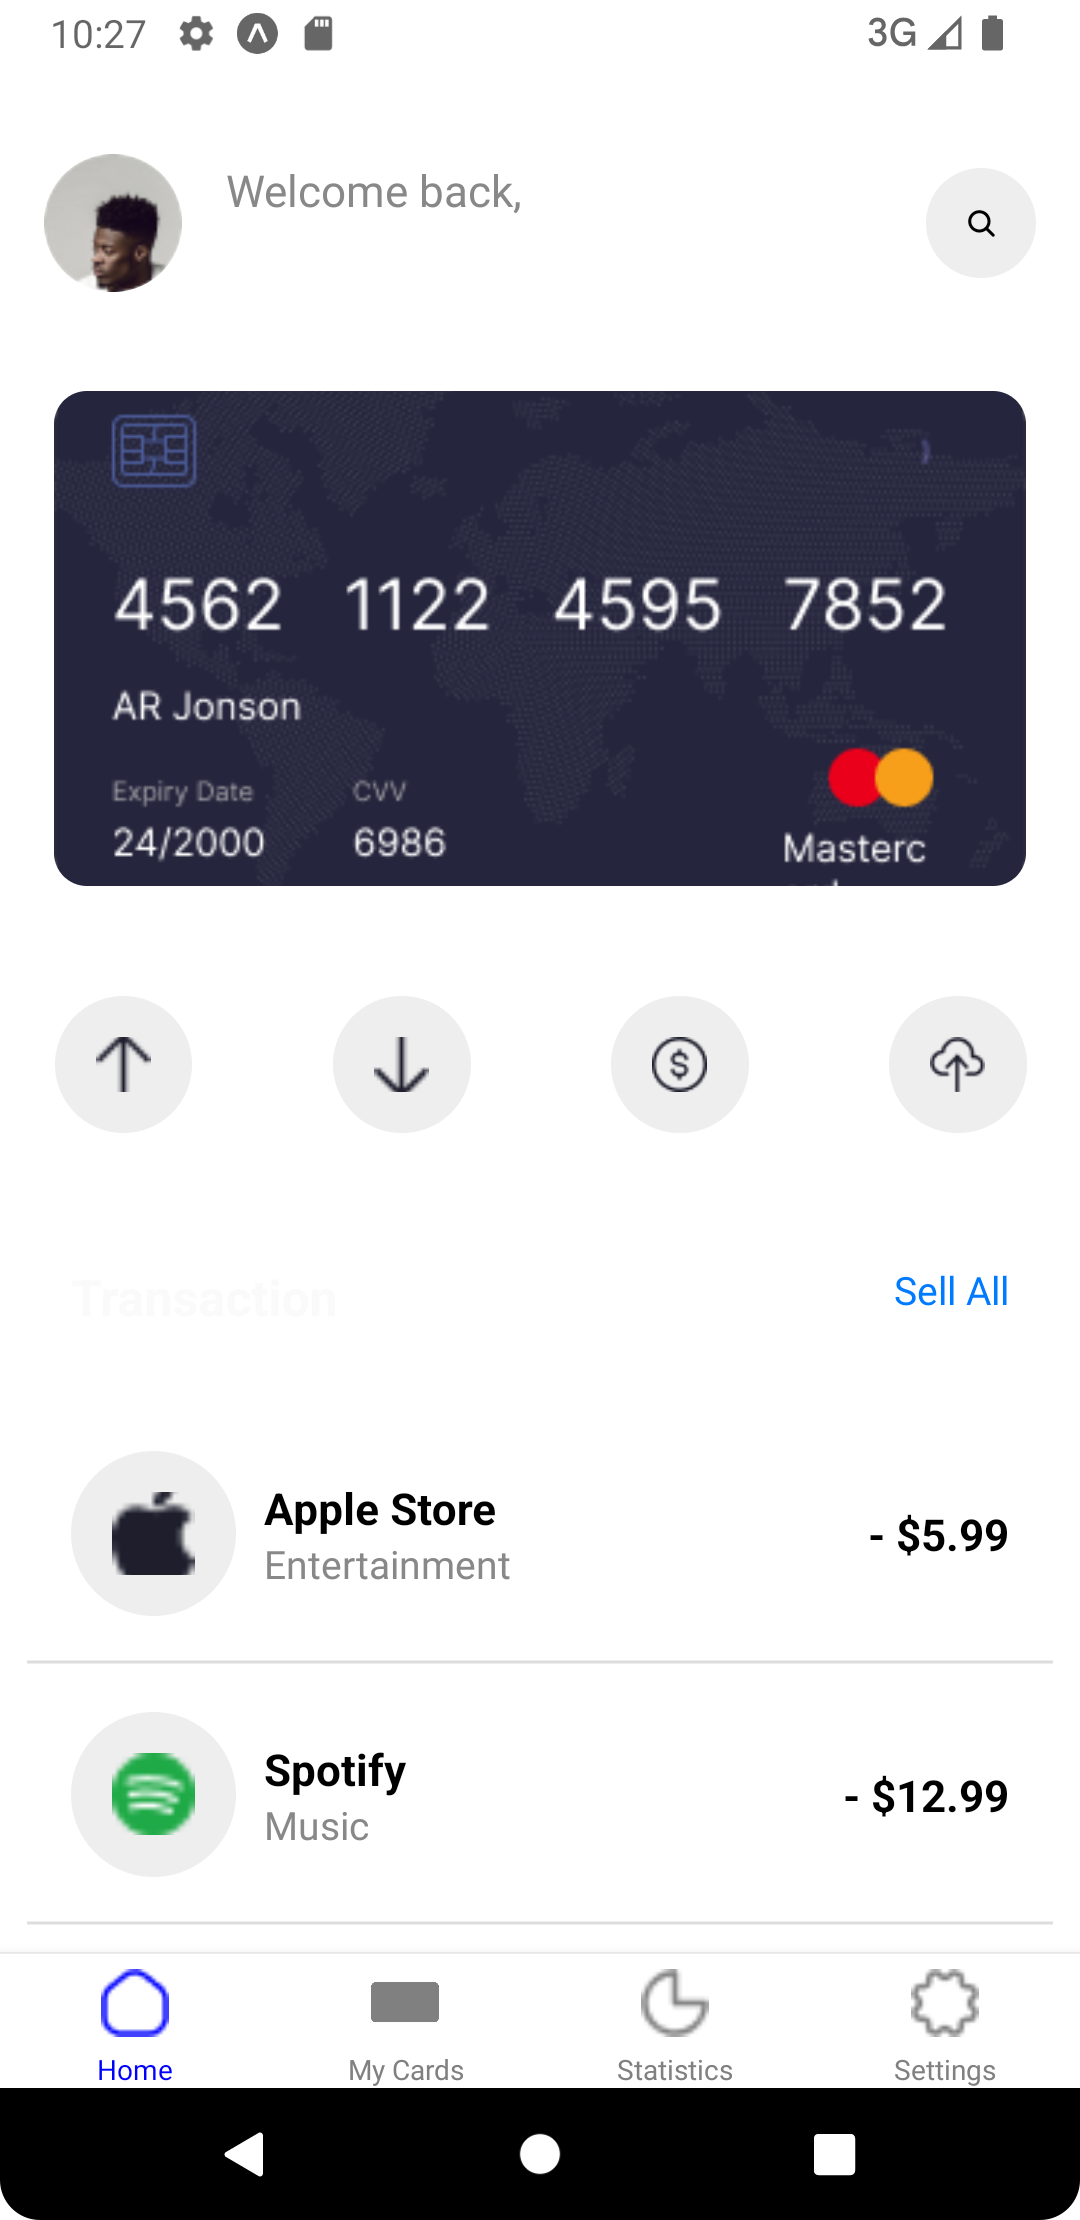 10:27 3G
Welcome back,
4562 1122 4595 7852
AR Jonson
Expiry Date CVV
24/2000 6986
Masterc
Transaction Sell All
Apple Store
Entertainment
- $5.99
Spotify
Music
- $12.99
Home My Cards Statistics Settings